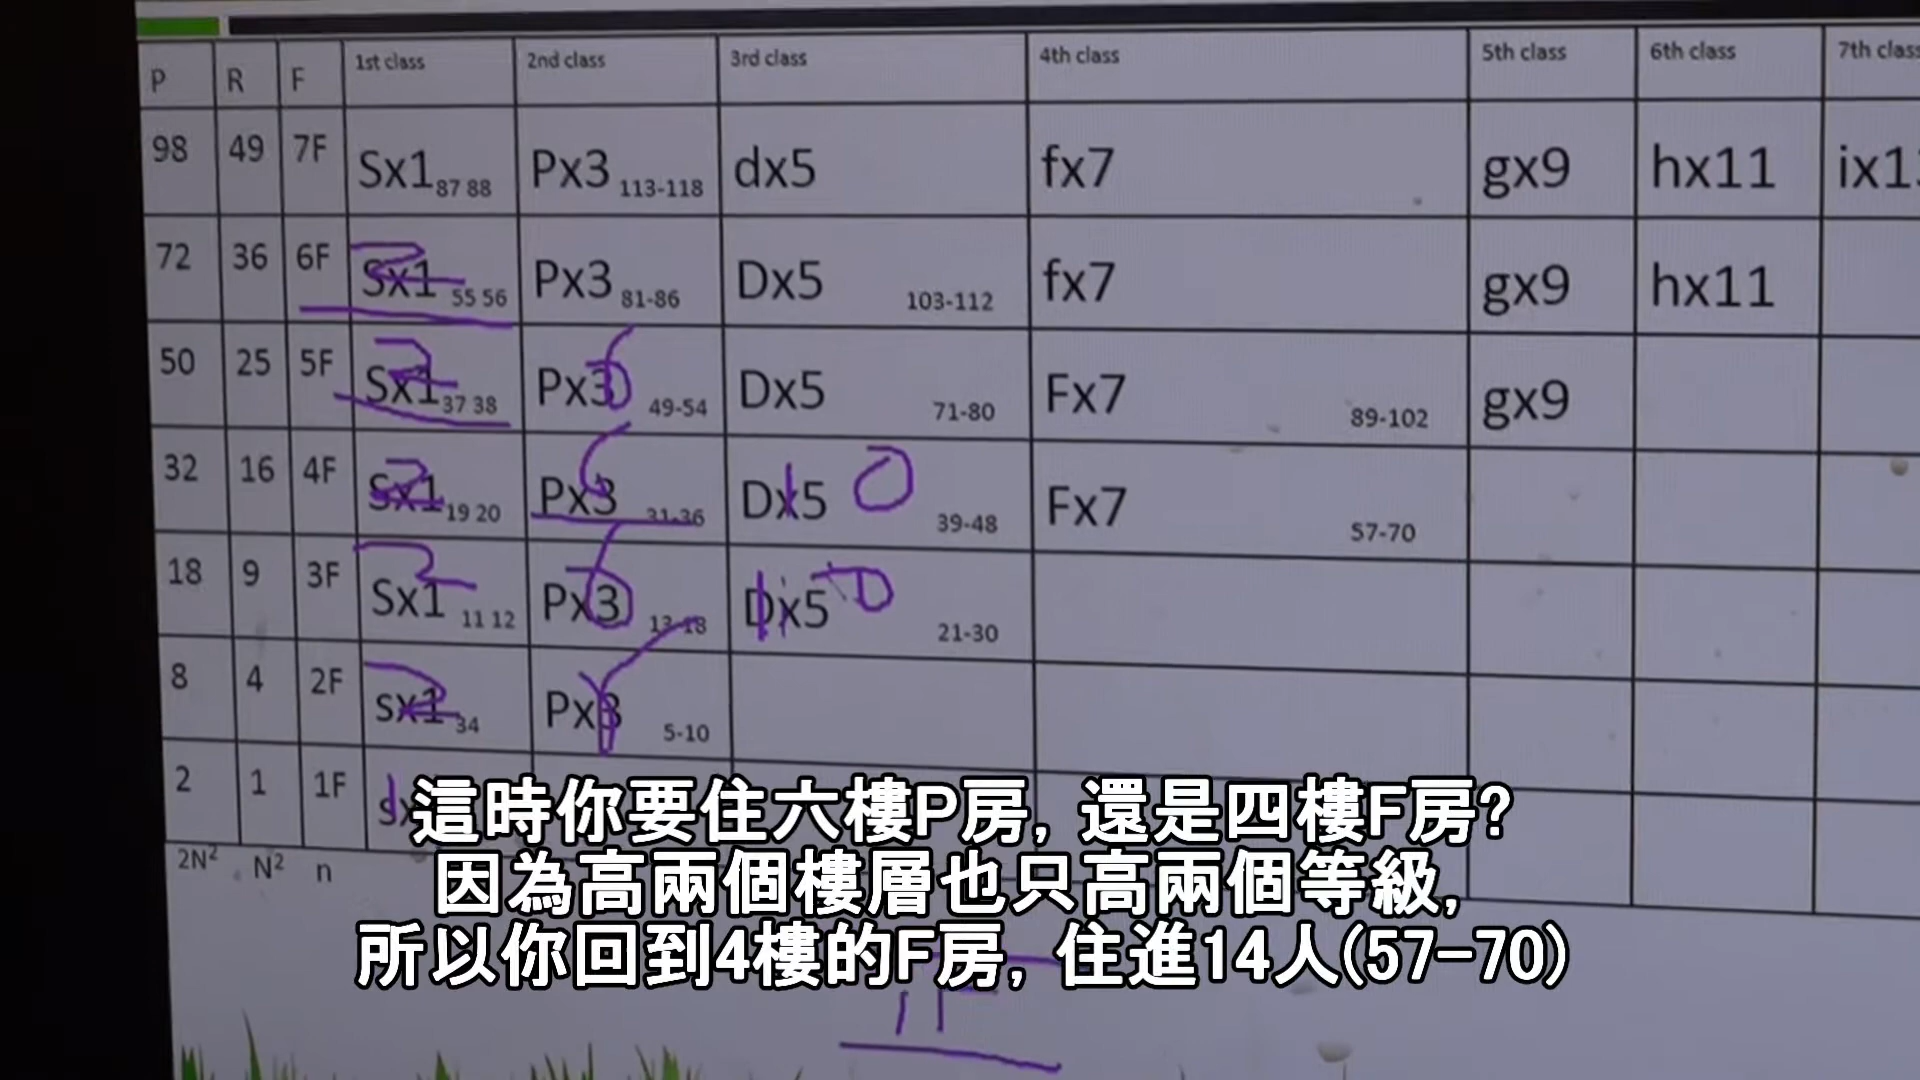 P R F 1st class 2nd class 3rd class 4th class 5th class 6th class 7th class
98 49 7F Sx1 87 88 Px3 113-118 dx5 fx7 gx9 hx11
72 36 6F Sx1 55 56 Px3 81-86 Dx5 103-112 fx7 gx9 hx11
50 25 5F Sx1 37 38 Px3 49-54 Dx5 71-80 Fx7 89-102 gx9
32 16 4F Sx1 19 20 Px3 31-36 Dx5 39-48 Fx7 57-70
18 9 3F Sx1 11 12 Px3 13-18 Dx5 21-30
8 4 2F sx1 34 Px3 5-10
2 1 1F
2N² N² n
這時你要住六樓P房, 還是四樓F房?
因為高兩個樓層也只高兩個等級,
所以你回到4樓的F房, 住進14人(57-70)